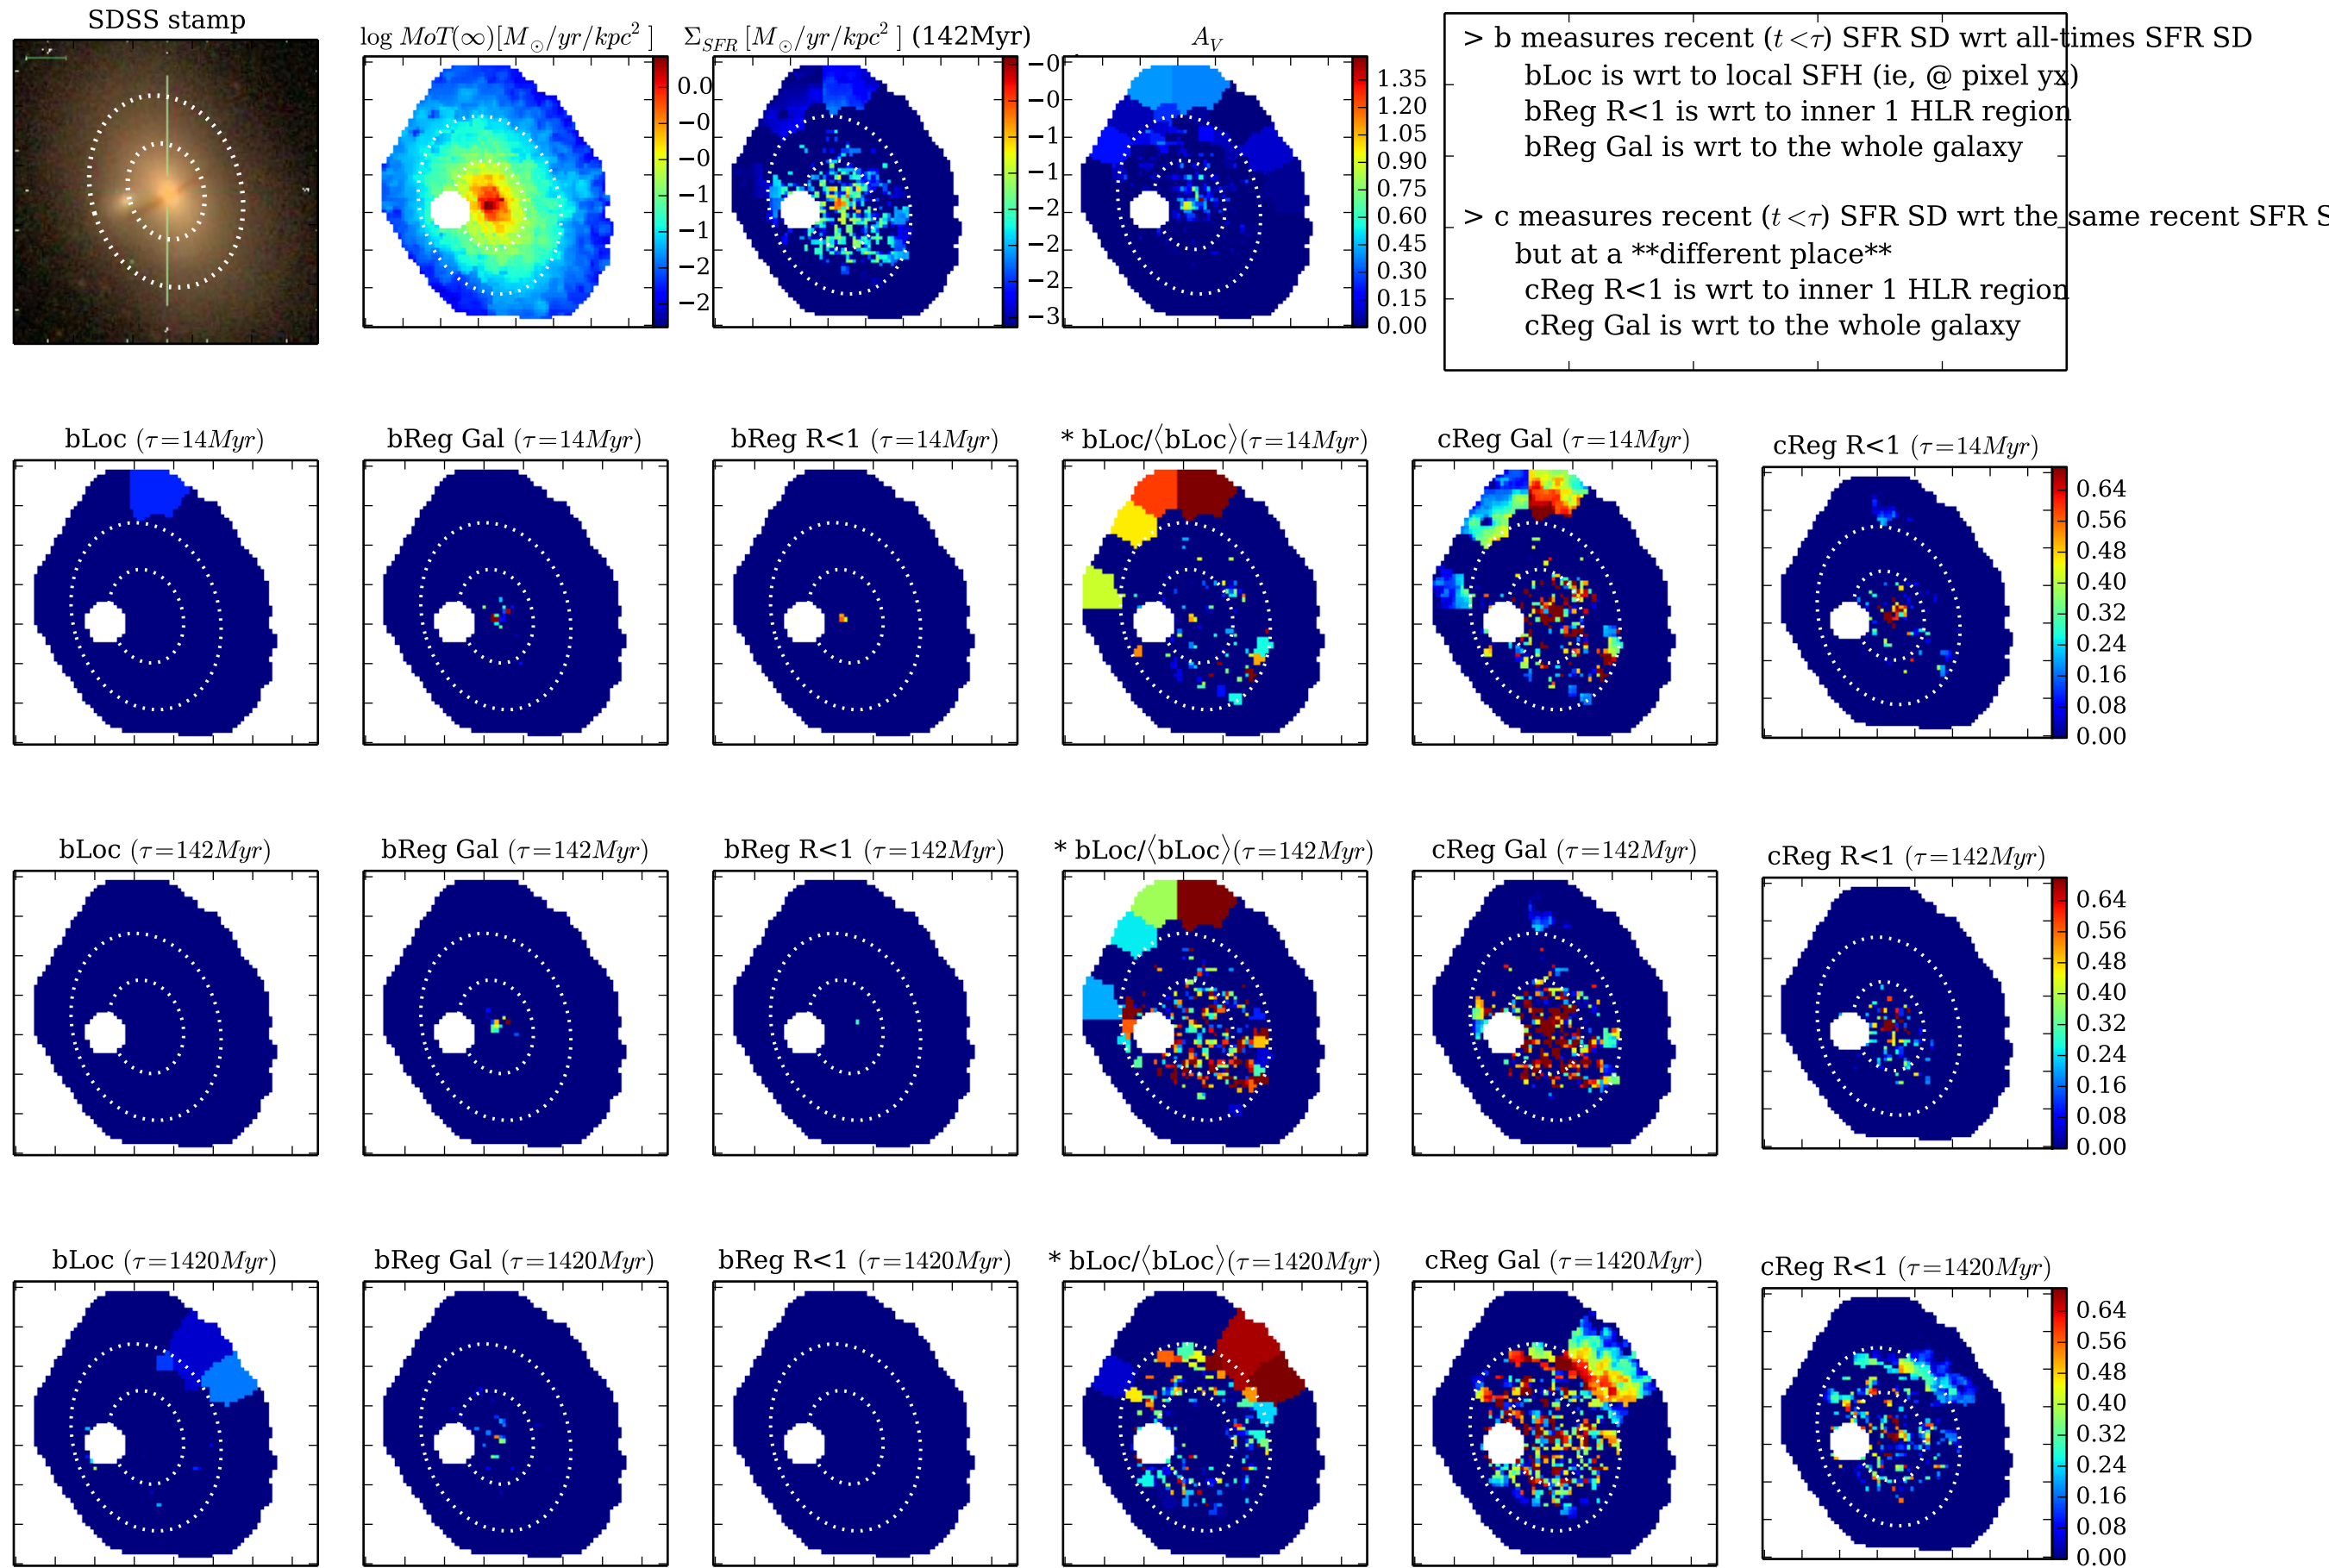 SDSS stamp
log MoT(∞)[M☉/yr/kpc² ]
Σ_SFR [M☉/yr/kpc² ] (142Myr)
A_V
0.0
−0
−0
−1
−1
−2
−2
−0
−0
−1
−1
−2
−2
−2
−3
1.35
1.20
1.05
0.90
0.75
0.60
0.45
0.30
0.15
0.00
> b measures recent (t <τ) SFR SD wrt all-times SFR SD
bLoc is wrt to local SFH (ie, @ pixel yx)
bReg R<1 is wrt to inner 1 HLR region
bReg Gal is wrt to the whole galaxy
> c measures recent (t <τ) SFR SD wrt the same recent SFR S
but at a **different place**
cReg R<1 is wrt to inner 1 HLR region
cReg Gal is wrt to the whole galaxy
bLoc (τ=14Myr)
bReg Gal (τ=14Myr)
bReg R<1 (τ=14Myr)
* bLoc/⟨bLoc⟩(τ=14Myr)
cReg Gal (τ=14Myr)
cReg R<1 (τ=14Myr)
0.64
0.56
0.48
0.40
0.32
0.24
0.16
0.08
0.00
bLoc (τ=142Myr)
bReg Gal (τ=142Myr)
bReg R<1 (τ=142Myr)
* bLoc/⟨bLoc⟩(τ=142Myr)
cReg Gal (τ=142Myr)
cReg R<1 (τ=142Myr)
0.64
0.56
0.48
0.40
0.32
0.24
0.16
0.08
0.00
bLoc (τ=1420Myr)
bReg Gal (τ=1420Myr)
bReg R<1 (τ=1420Myr)
* bLoc/⟨bLoc⟩(τ=1420Myr)
cReg Gal (τ=1420Myr)
cReg R<1 (τ=1420Myr)
0.64
0.56
0.48
0.40
0.32
0.24
0.16
0.08
0.00